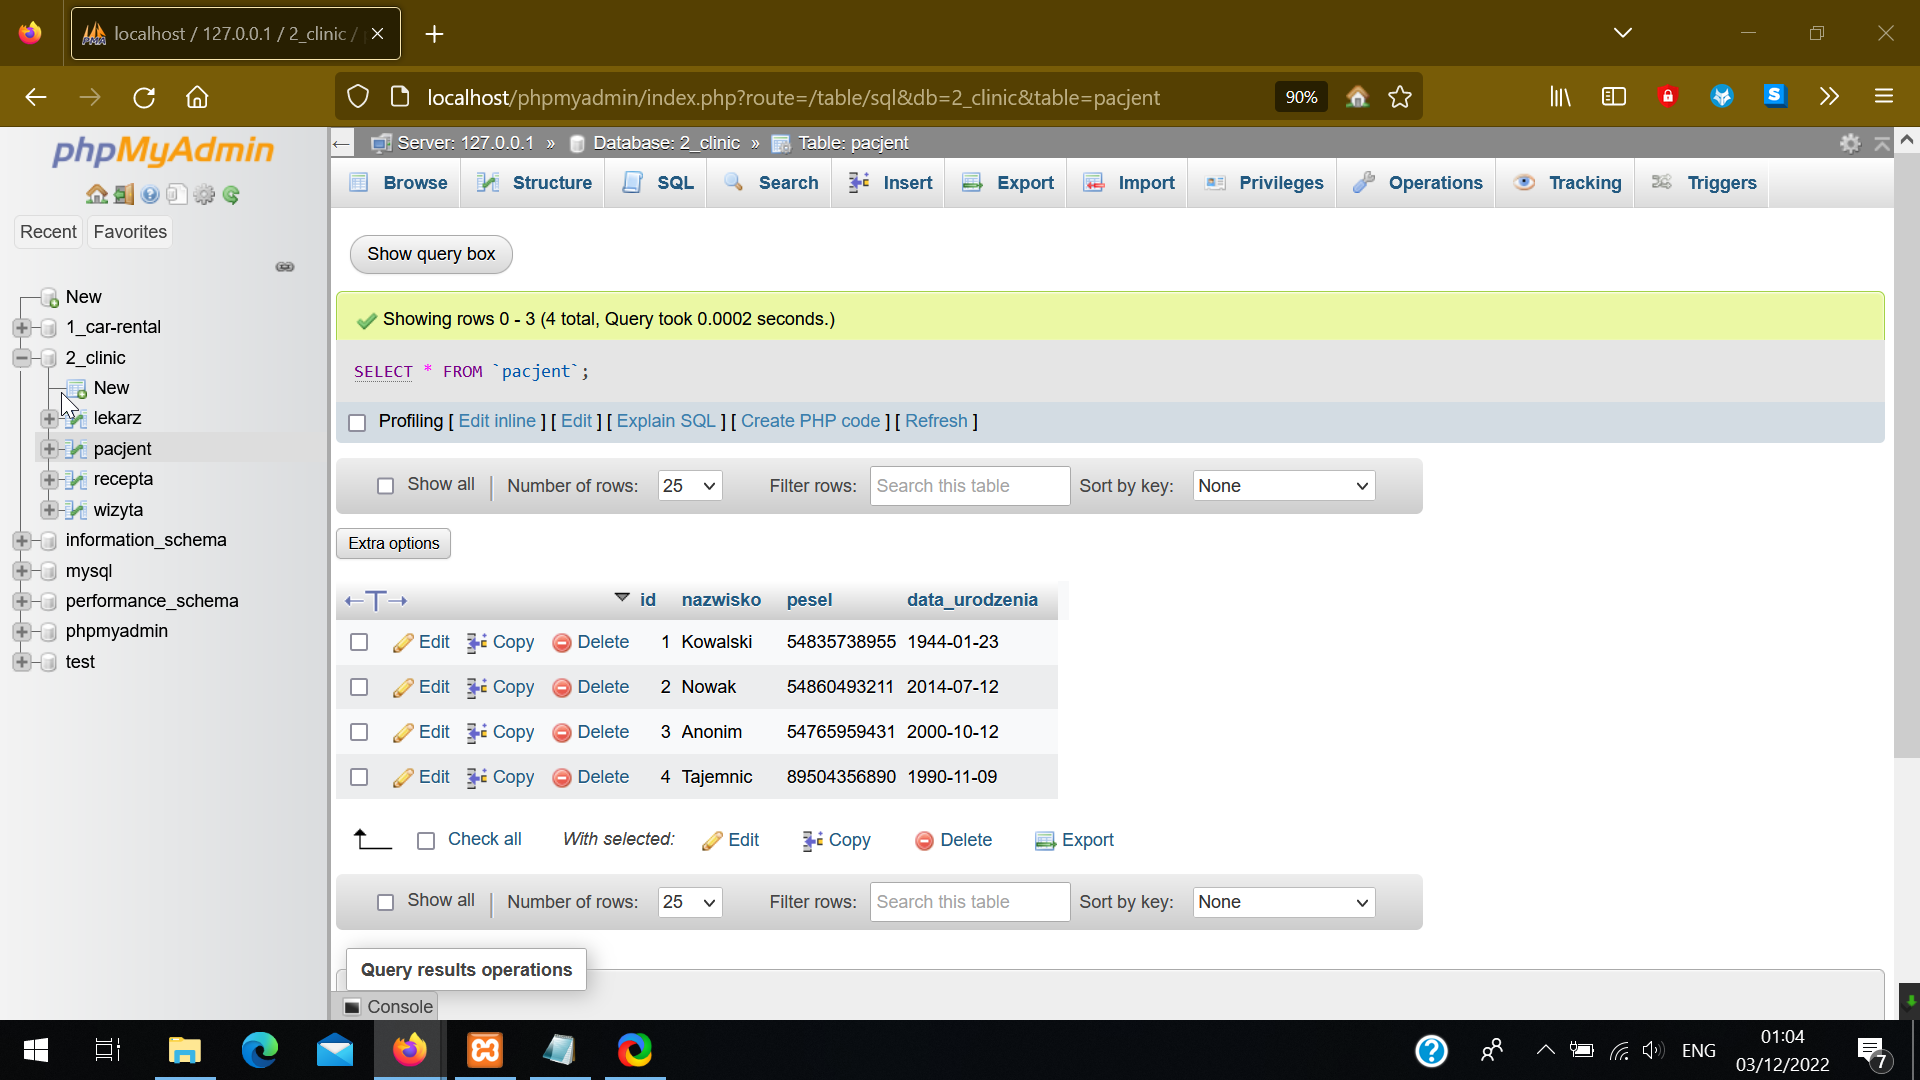 localhost / 127.0.0.1 / 2_clinic /
localhost/phpmyadmin/index.php?route=/table/sql&db=2_clinic&table=pacjent
90%
phpMyAdmin
Recent
Favorites
New
1_car-rental
2_clinic
New
lekarz
pacjent
recepta
wizyta
information_schema
mysql
performance_schema
phpmyadmin
test
Server: 127.0.0.1 » Database: 2_clinic » Table: pacjent
Browse Structure SQL Search Insert Export Import Privileges Operations Tracking Triggers
Show query box
Showing rows 0 - 3 (4 total, Query took 0.0002 seconds.)
SELECT * FROM `pacjent`;
Profiling [ Edit inline ] [ Edit ] [ Explain SQL ] [ Create PHP code ] [ Refresh ]
Show all | Number of rows: 25 Filter rows: Search this table Sort by key: None
Extra options
←T→ id nazwisko pesel data_urodzenia
Edit Copy Delete 1 Kowalski 54835738955 1944-01-23
Edit Copy Delete 2 Nowak 54860493211 2014-07-12
Edit Copy Delete 3 Anonim 54765959431 2000-10-12
Edit Copy Delete 4 Tajemnic 89504356890 1990-11-09
Check all With selected: Edit Copy Delete Export
Show all | Number of rows: 25 Filter rows: Search this table Sort by key: None
Query results operations
Console
ENG
01:04
03/12/2022
7